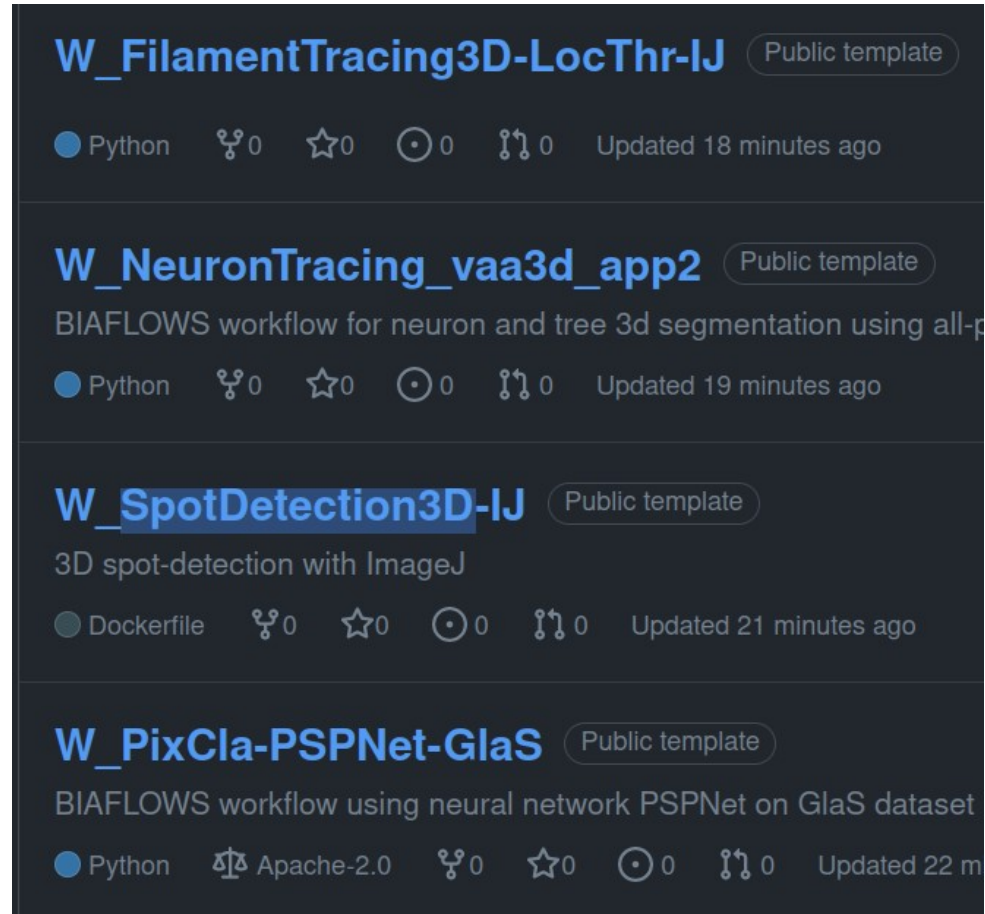 W_FilamentTracing3D-LocThr-IJ Public template
Python 0 0 0 0 Updated 18 minutes ago
W_NeuronTracing_vaa3d_app2 Public template
BIAFLOWS workflow for neuron and tree 3d segmentation using all-p
Python 0 0 0 0 Updated 19 minutes ago
W_SpotDetection3D-IJ Public template
3D spot-detection with ImageJ
Dockerfile 0 0 0 0 Updated 21 minutes ago
W_PixCla-PSPNet-GlaS Public template
BIAFLOWS workflow using neural network PSPNet on GlaS dataset
Python Apache-2.0 0 0 0 0 Updated 22 m